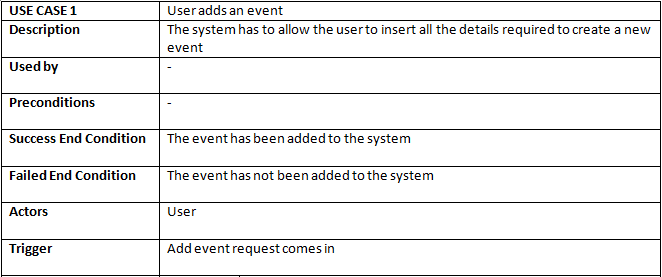 USE CASE 1 User adds an event
Description The system has to allow the user to insert all the details required to create a new
event
Used by -
Preconditions -
Success End Condition The event has been added to the system
Failed End Condition The event has not been added to the system
Actors User
Trigger Add event request comes in